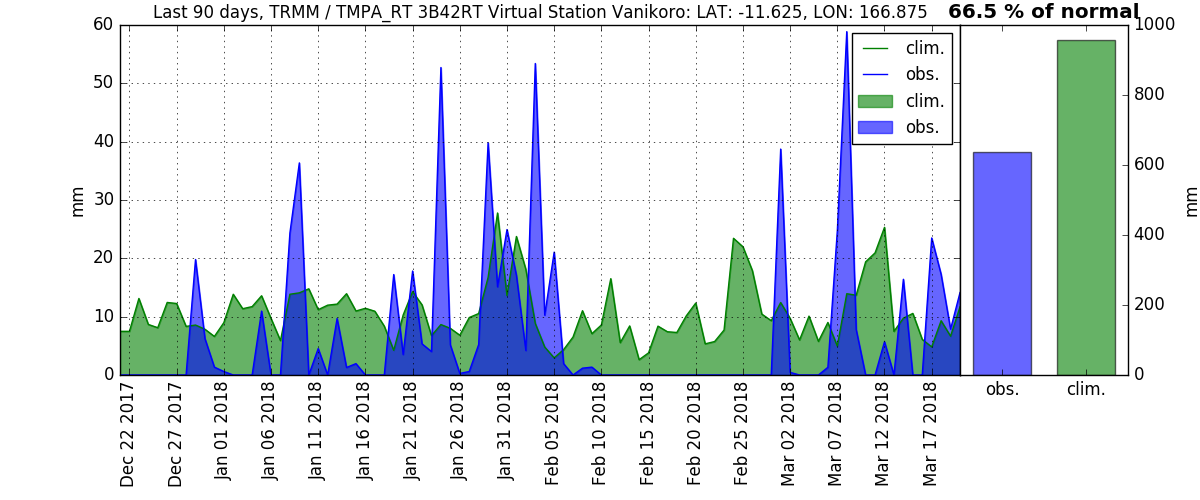 Last 90 days, TRMM / TMPA_RT 3B42RT Virtual Station Vanikoro: LAT: -11.625, LON: 166.875
66.5 % of normal
60
50
40
30
20
10
0
mm
clim.
obs.
clim.
obs.
Dec 22 2017
Dec 27 2017
Jan 01 2018
Jan 06 2018
Jan 11 2018
Jan 16 2018
Jan 21 2018
Jan 26 2018
Jan 31 2018
Feb 05 2018
Feb 10 2018
Feb 15 2018
Feb 20 2018
Feb 25 2018
Mar 02 2018
Mar 07 2018
Mar 12 2018
Mar 17 2018
1000
800
600
400
200
0
mm
obs.
clim.